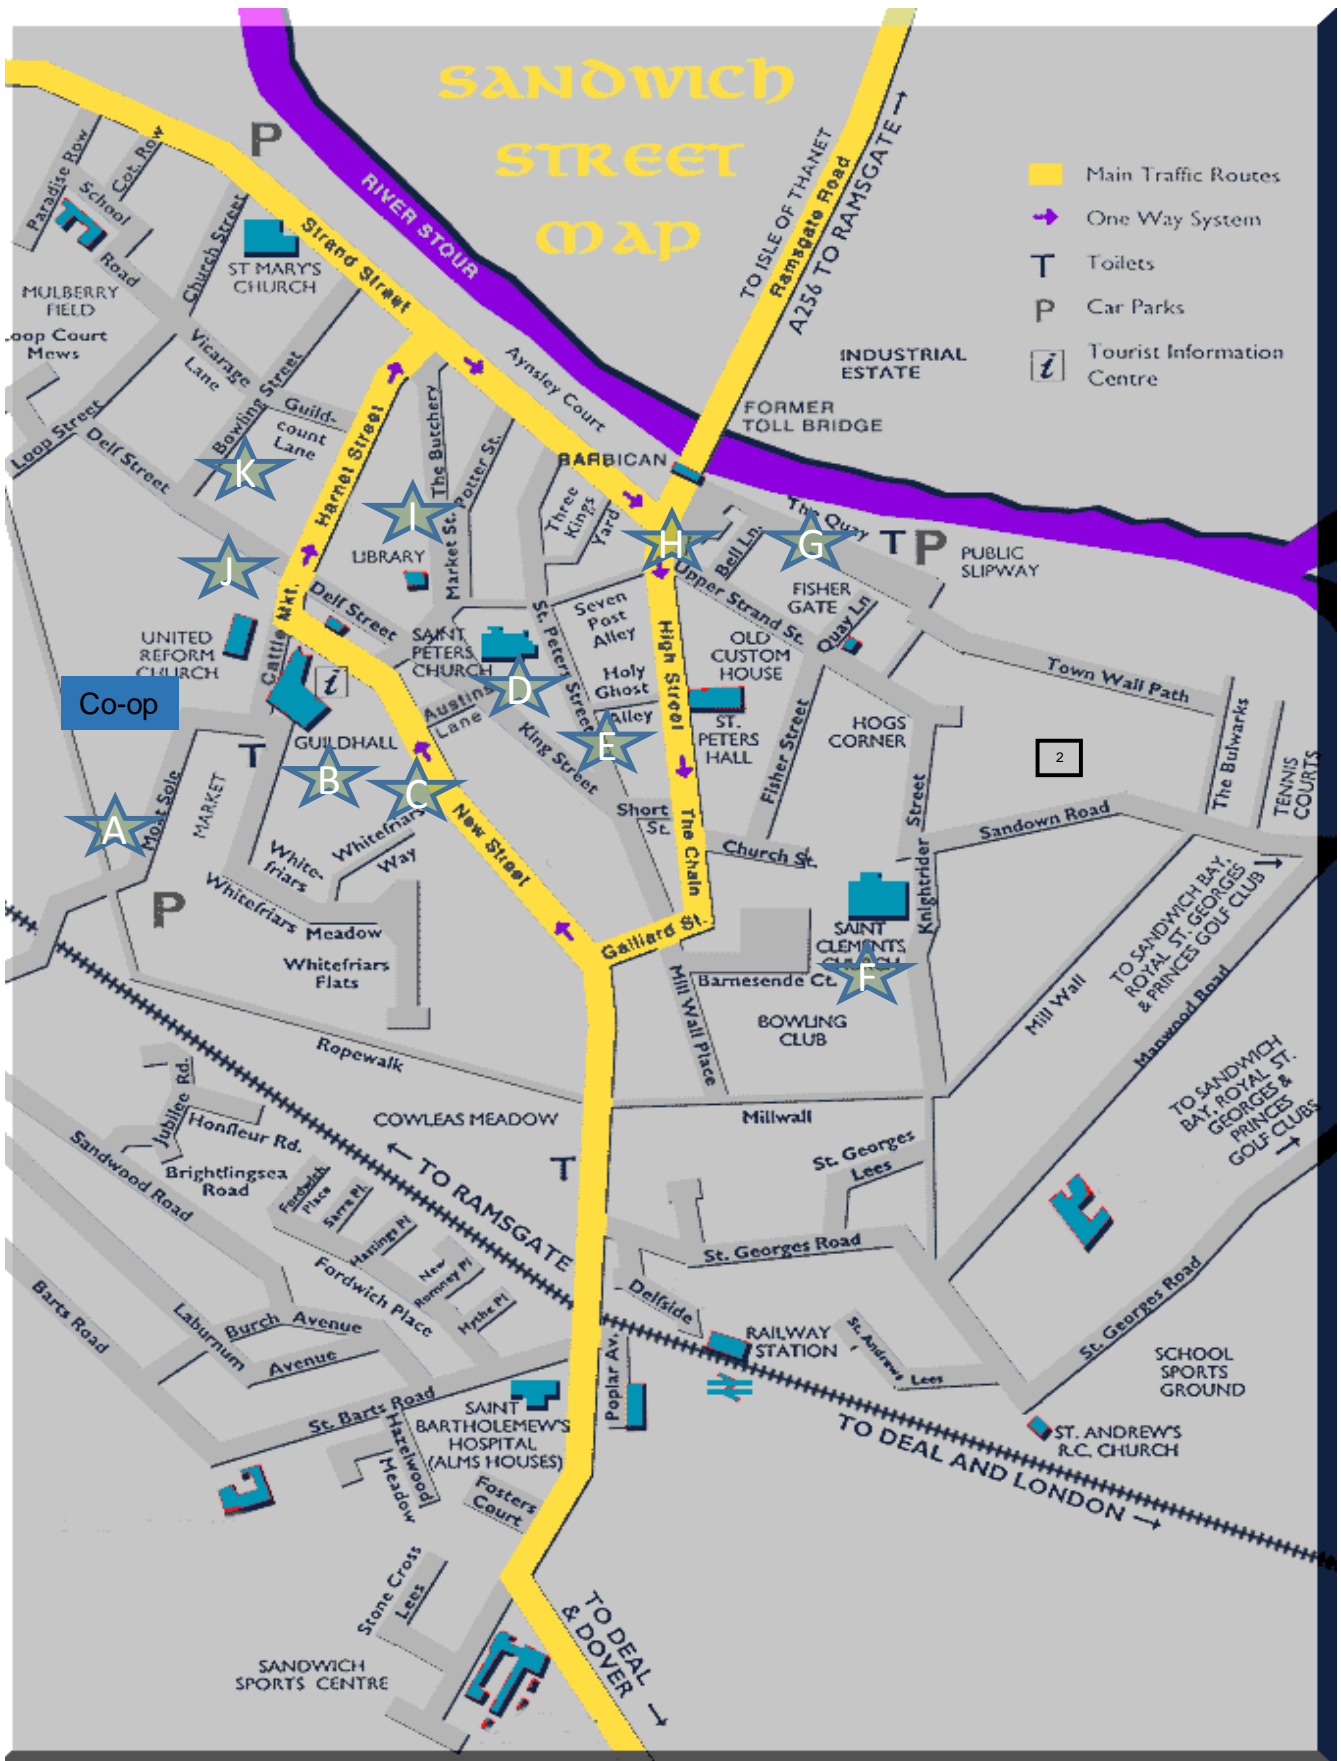 SANDWICH
STREET
MAP
Main Traffic Routes
One Way System
T
Toilets
P
Car Parks
i
Tourist Information
Centre
P
RIVER STOUR
TO ISLE OF THANET
Ramsgate Road
A256 TO RAMSGATE
Paradise Row
Cot. Row
School
Road
Church Street
ST MARY'S
CHURCH
Strand Street
MULBERRY
FIELD
oop Court
Mews
Vicarage
Lane
Bowling Street
Guild-
count
Lane
Loop Street
Delf Street
Harnet Street
The Butchery
Potter St.
Market St.
Aynsley Court
INDUSTRIAL
ESTATE
FORMER
TOLL BRIDGE
BARBICAN
Three
Kings
Yard
K
I
H
G
J
LIBRARY
The Quay
T
P
PUBLIC
SLIPWAY
Bell Ln.
Upper Strand St.
FISHER
GATE
Quay Ln
Cattle Mkt.
Delf Street
UNITED
REFORM
CHURCH
i
SAINT
PETERS
CHURCH
St. Peters Street
Seven
Post
Alley
Holy
Ghost
Alley
High Street
OLD
CUSTOM
HOUSE
ST.
PETERS
HALL
Co-op
D
E
Austins
Lane
King Street
Fisher Street
HOGS
CORNER
Town Wall Path
The Bulwarks
TENNIS
COURTS
2
T
GUILDHALL
B
C
A
Moat Sole
MARKET
P
Whitefriars
Way
White-
friars
Whitefriars
Meadow
Whitefriars
Flats
New Street
Short
St.
The Chain
Church St.
Knightrider Street
Sandown Road
Galliard St.
SAINT
CLEMENTS
CHURCH
F
Barnesende Ct.
BOWLING
CLUB
Mill Wall Place
Mill Wall
TO SANDWICH BAY,
ROYAL ST. GEORGES
& PRINCES GOLF CLUB
Manwood Road
Ropewalk
Millwall
COWLEAS MEADOW
TO SANDWICH
BAY, ROYAL ST.
GEORGES &
PRINCES
GOLF CLUBS
Jubilee Rd.
Honfleur Rd.
Brightlingsea
Road
Sandwood Road
Fordwich
Place
Sarre Pl.
Hastings Pl
New
Romney Pl
Hythe Pl
Fordwich Place
TO RAMSGATE
T
St. Georges
Lees
St. Georges Road
Delfside
RAILWAY
STATION
St. Andrews Lees
St. Georges Road
SCHOOL
SPORTS
GROUND
ST. ANDREW'S
R.C. CHURCH
TO DEAL AND LONDON
Barts Road
Laburnum
Avenue
Burch Avenue
St. Barts Road
Poplar Av.
SAINT
BARTHOLEMEW'S
HOSPITAL
(ALMS HOUSES)
Hazelwood
Meadow
Fosters
Court
Stone Cross
Lees
SANDWICH
SPORTS CENTRE
TO DEAL
& DOVER